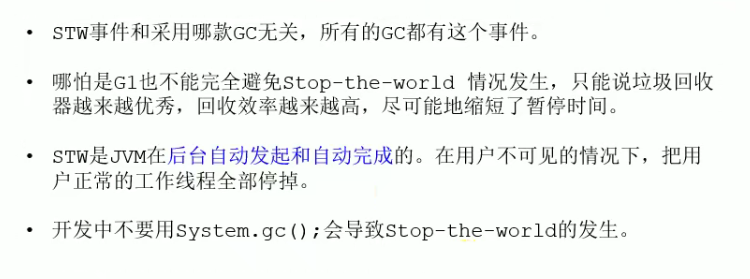 • STW事件和采用哪款GC无关，所有的GC都有这个事件。
• 哪怕是G1也不能完全避免Stop-the-world 情况发生，只能说垃圾回收
器越来越优秀，回收效率越来越高，尽可能地缩短了暂停时间。
• STW是JVM在后台自动发起和自动完成的。在用户不可见的情况下，把用
户正常的工作线程全部停掉。
• 开发中不要用System.gc();会导致Stop-the-world的发生。